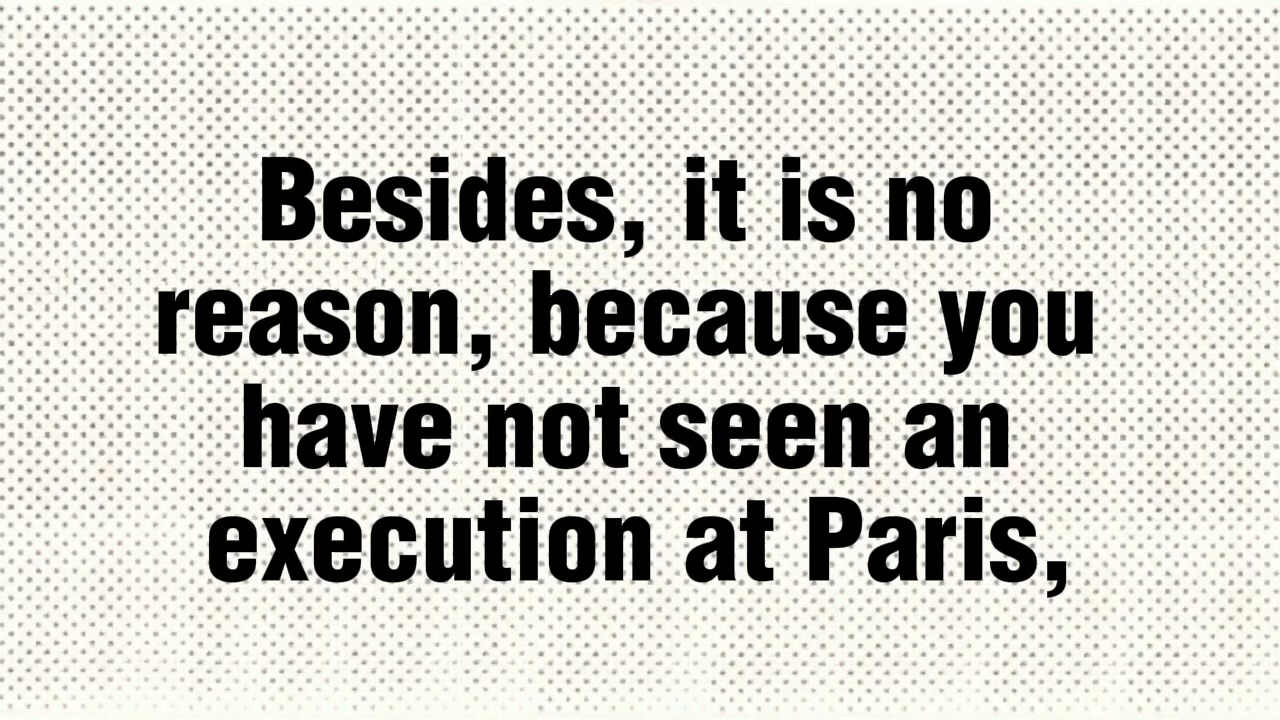 Besides, it is no
reason, because you
have not seen an
execution at Paris,